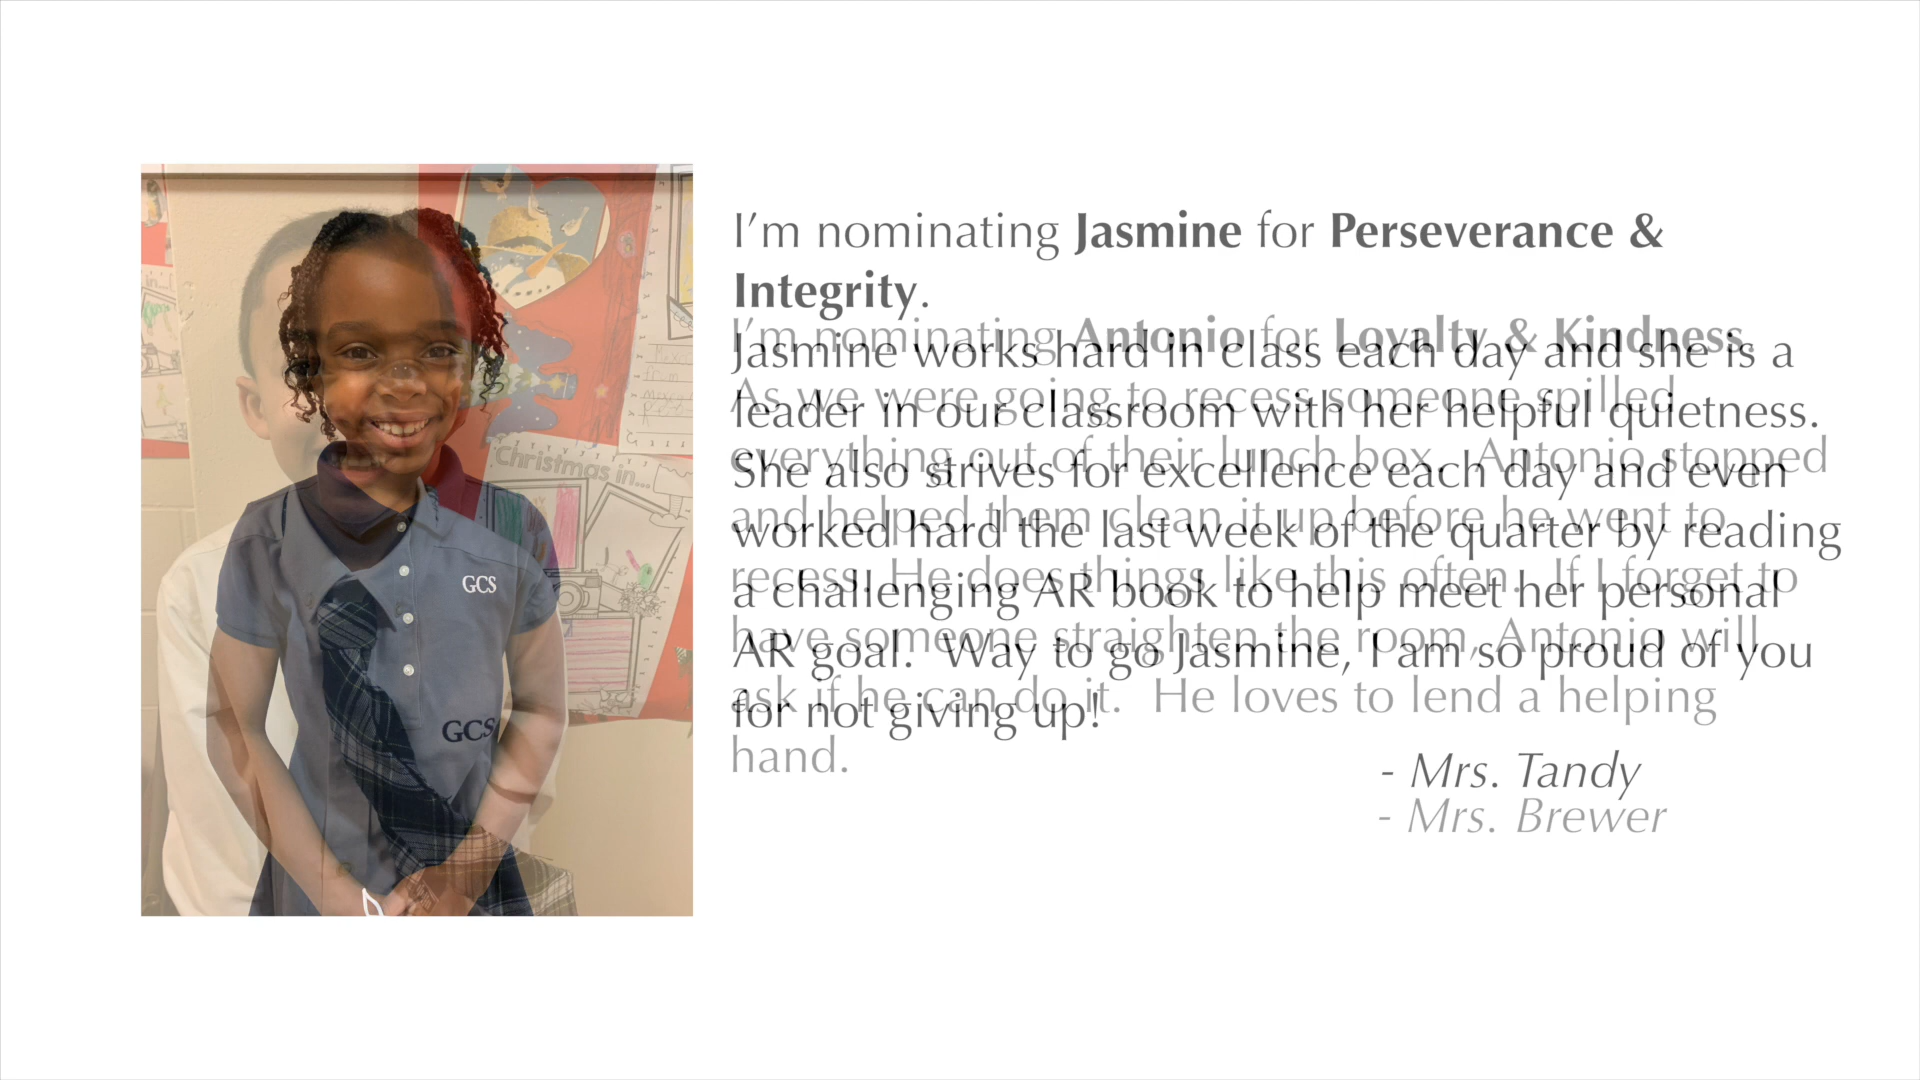 I’m nominating Jasmine for Perseverance &
Integrity.
Jasmine works hard in class each day and she is a
leader in our classroom with her helpful quietness.
She also strives for excellence each day and even
worked hard the last week of the quarter by reading
a challenging AR book to help meet her personal
AR goal.  Way to go Jasmine, I am so proud of you
for not giving up!
- Mrs. Tandy
I’m nominating Antonio for Loyalty & Kindness.
As we were going to recess someone spilled
everything out of their lunch box.  Antonio stopped
and helped them clean it up before he went to
recess.  He does things like this often.  If I forget to
have someone straighten the room, Antonio will
ask if he can do it.  He loves to lend a helping
hand.
- Mrs. Brewer
GCS
GCS
Christmas in...